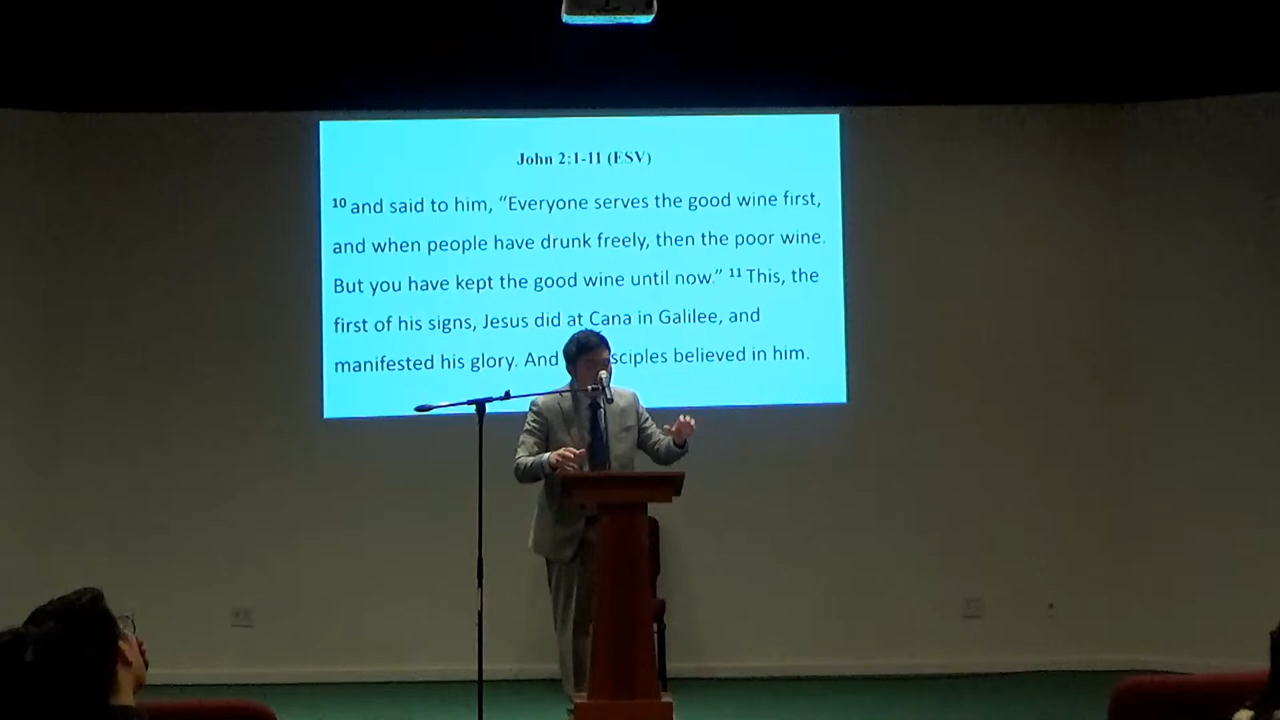 John 2:1-11 (ESV)
10 and said to him, “Everyone serves the good wine first,
and when people have drunk freely, then the poor wine.
But you have kept the good wine until now.” 11 This, the
first of his signs, Jesus did at Cana in Galilee, and
manifested his glory. And sciples believed in him.